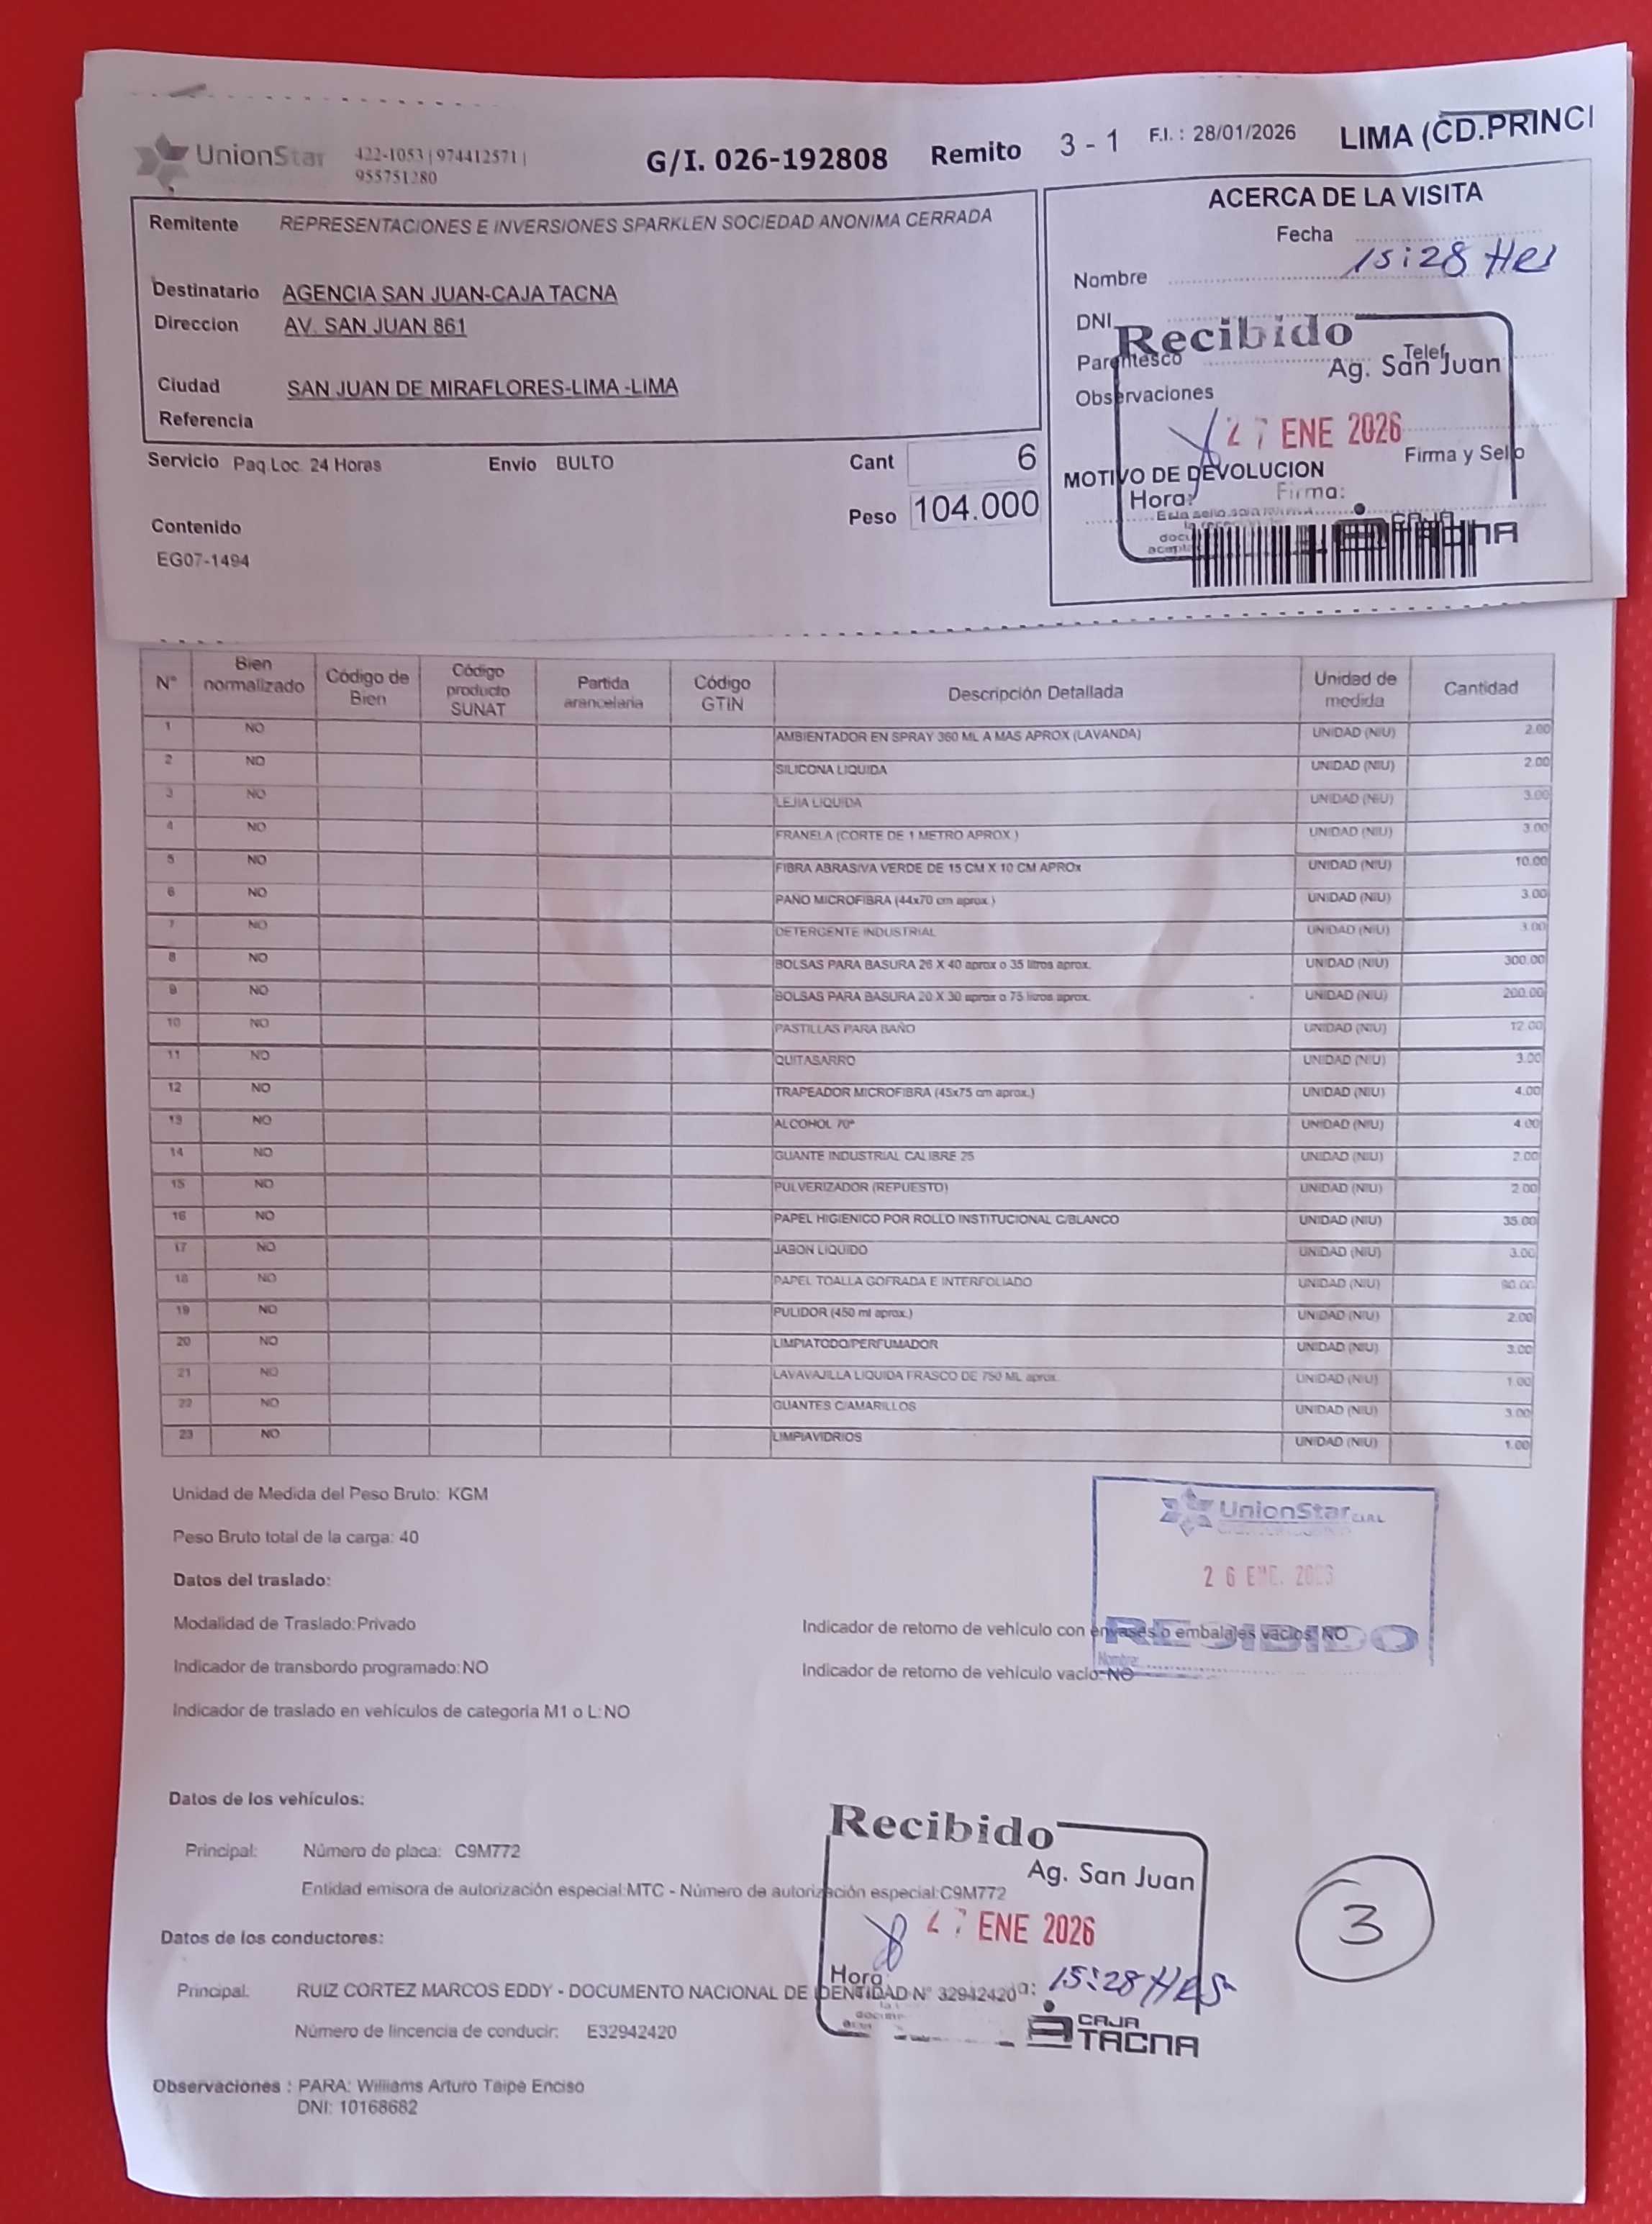 UnionStar 422-1053 | 974412571 |
955751280
G/I. 026-192808 Remito 3 - 1 F.I. : 28/01/2026 LIMA (CD.PRINCI
Remitente REPRESENTACIONES E INVERSIONES SPARKLEN SOCIEDAD ANONIMA CERRADA
Destinatario AGENCIA SAN JUAN-CAJA TACNA
Direccion AV. SAN JUAN 861
Ciudad SAN JUAN DE MIRAFLORES-LIMA -LIMA
Referencia
Servicio Paq.Loc. 24 Horas Envio BULTO Cant 6
Peso 104.000
Contenido
EG07-1494
ACERCA DE LA VISITA
Fecha
15:28 Hrs
Nombre
DNI
Recibido
Parentesco Telef.
Ag. San Juan
Observaciones
27 ENE 2026
Firma y Sello
MOTIVO DE DEVOLUCION
Hora: Firma:
CAJA
TACNA
N° Bien normalizado Código de Bien Código producto SUNAT Partida arancelaria Código GTIN Descripción Detallada Unidad de medida Cantidad
1 NO AMBIENTADOR EN SPRAY 360 ML A MAS APROX (LAVANDA) UNIDAD (NIU) 2.00
2 NO SILICONA LIQUIDA UNIDAD (NIU) 2.00
3 NO LEJIA LIQUIDA UNIDAD (NIU) 3.00
4 NO FRANELA (CORTE DE 1 METRO APROX.) UNIDAD (NIU) 3.00
5 NO FIBRA ABRASIVA VERDE DE 15 CM X 10 CM APROx UNIDAD (NIU) 10.00
6 NO PAÑO MICROFIBRA (44x70 cm aprox.) UNIDAD (NIU) 3.00
7 NO DETERGENTE INDUSTRIAL UNIDAD (NIU) 3.00
8 NO BOLSAS PARA BASURA 26 X 40 aprox o 35 litros aprox. UNIDAD (NIU) 300.00
9 NO BOLSAS PARA BASURA 20 X 30 aprox o 75 litros aprox. UNIDAD (NIU) 200.00
10 NO PASTILLAS PARA BAÑO UNIDAD (NIU) 12.00
11 NO QUITASARRO UNIDAD (NIU) 3.00
12 NO TRAPEADOR MICROFIBRA (45x75 cm aprox.) UNIDAD (NIU) 4.00
13 NO ALCOHOL 70° UNIDAD (NIU) 4.00
14 NO GUANTE INDUSTRIAL CALIBRE 25 UNIDAD (NIU) 2.00
15 NO PULVERIZADOR (REPUESTO) UNIDAD (NIU) 2.00
16 NO PAPEL HIGIENICO POR ROLLO INSTITUCIONAL C/BLANCO UNIDAD (NIU) 35.00
17 NO JABON LIQUIDO UNIDAD (NIU) 3.00
18 NO PAPEL TOALLA GOFRADA E INTERFOLIADO UNIDAD (NIU)
19 NO PULIDOR (450 ml aprox.) UNIDAD (NIU) 2.00
20 NO LIMPIATODO/PERFUMADOR UNIDAD (NIU) 3.00
21 NO LAVAVAJILLA LIQUIDA FRASCO DE 750 ML aprox. UNIDAD (NIU) 1.00
22 NO GUANTES C/AMARILLOS UNIDAD (NIU) 3.00
23 NO LIMPIAVIDRIOS UNIDAD (NIU) 1.00
Unidad de Medida del Peso Bruto: KGM
Peso Bruto total de la carga: 40
Datos del traslado:
UnionStar E.I.R.L
26 ENE. 2026
RECIBIDO
Nombre:
Modalidad de Traslado:Privado Indicador de retorno de vehículo con envases o embalajes vacíos: NO
Indicador de transbordo programado:NO Indicador de retorno de vehículo vacío: NO
Indicador de traslado en vehículos de categoría M1 o L:NO
Datos de los vehículos:
Principal: Número de placa: C9M772
Entidad emisora de autorización especial:MTC - Número de autorización especial:C9M772
Datos de los conductores:
Principal: RUIZ CORTEZ MARCOS EDDY - DOCUMENTO NACIONAL DE IDENTIDAD N° 32942420
Número de lincencia de conducir: E32942420
Recibido
Ag. San Juan
27 ENE 2026
Hora 15:28 Hrs
CAJA
TACNA
3
Observaciones : PARA: Williams Arturo Taipe Enciso
DNI: 10168682